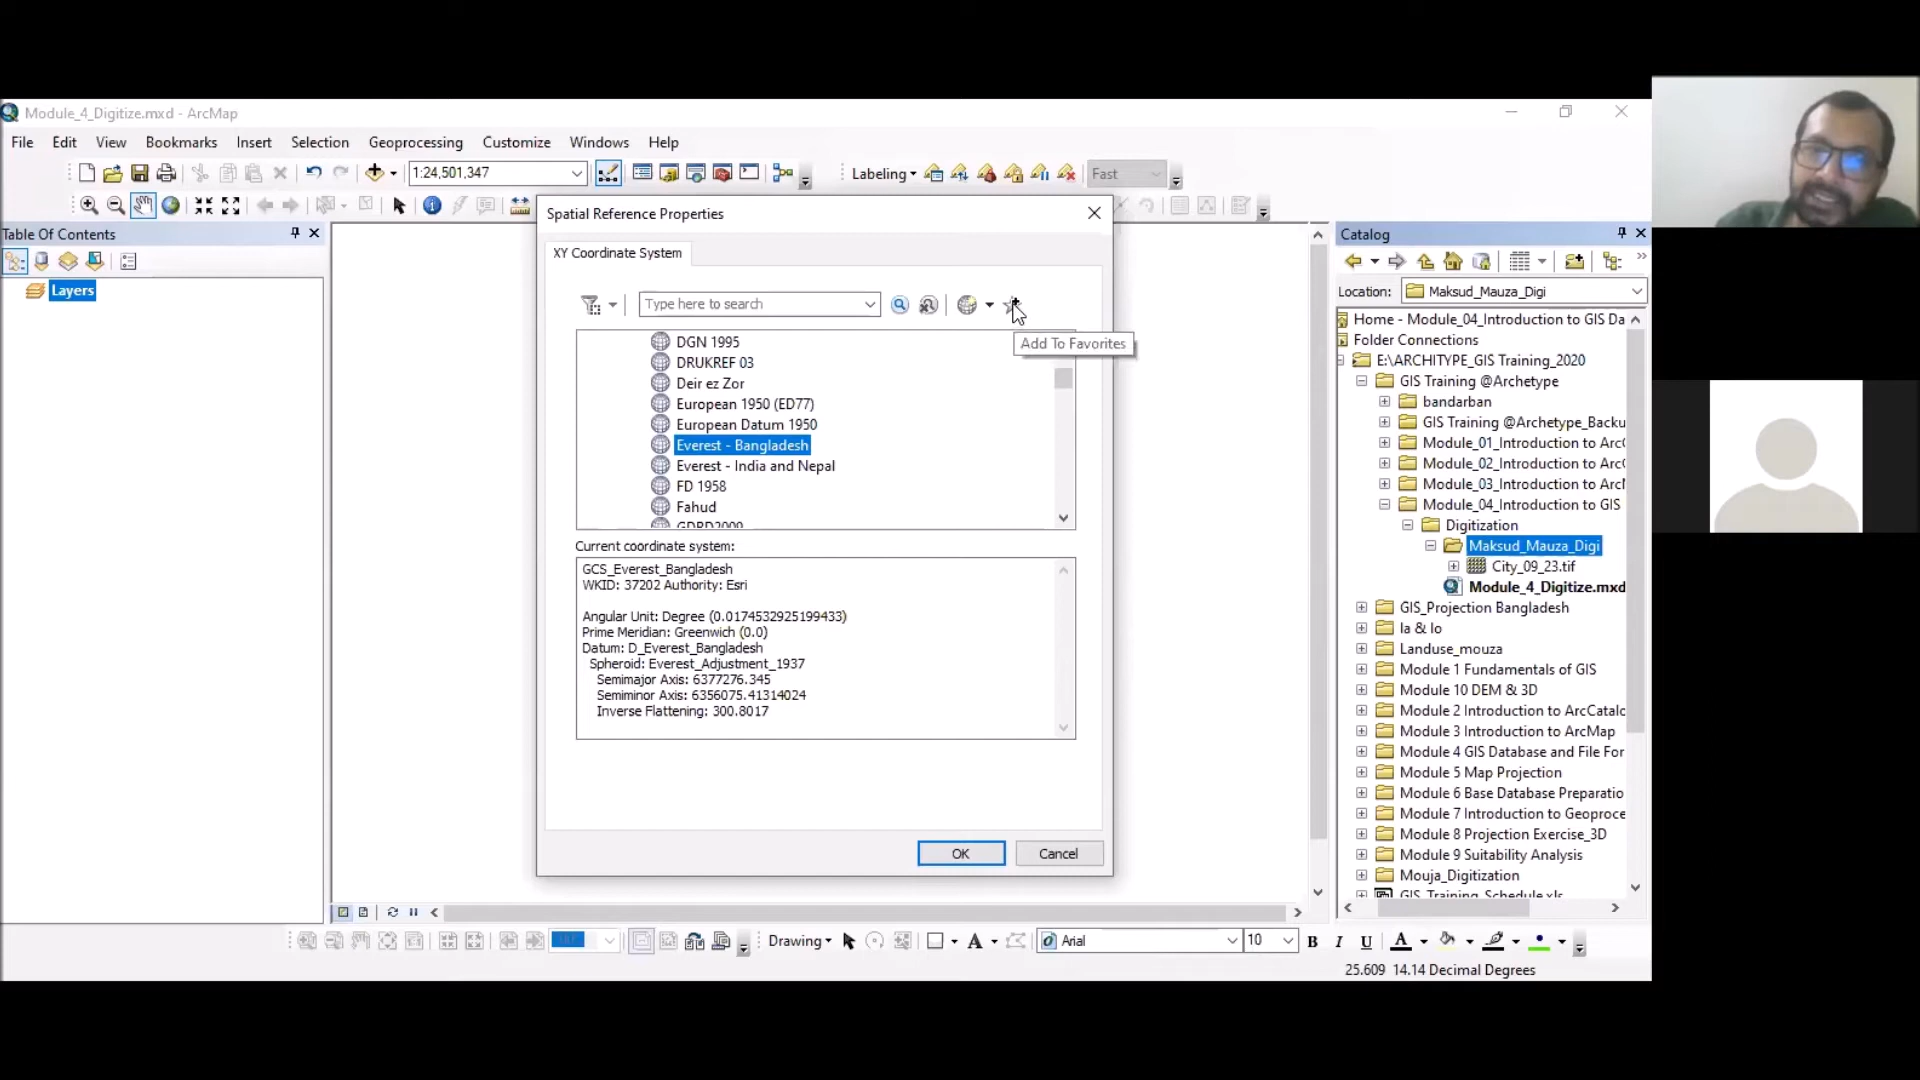 Module_4_Digitize.mxd - ArcMap
File Edit View Bookmarks Insert Selection Geoprocessing Customize Windows Help
1:24,501,347
Labeling
Fast
Table Of Contents
Layers
Spatial Reference Properties
XY Coordinate System
Type here to search
Add To Favorites
DGN 1995
DRUKREF 03
Deir ez Zor
European 1950 (ED77)
European Datum 1950
Everest - Bangladesh
Everest - India and Nepal
FD 1958
Fahud
GDBD2009
Current coordinate system:
GCS_Everest_Bangladesh
WKID: 37202 Authority: Esri
Angular Unit: Degree (0.0174532925199433)
Prime Meridian: Greenwich (0.0)
Datum: D_Everest_Bangladesh
Spheroid: Everest_Adjustment_1937
Semimajor Axis: 6377276.345
Semiminor Axis: 6356075.41314024
Inverse Flattening: 300.8017
OK
Cancel
Catalog
Location: Maksud_Mauza_Digi
Home - Module_04_Introduction to GIS Da
Folder Connections
E:\ARCHITYPE_GIS Training_2020
GIS Training @Archetype
bandarban
GIS Training @Archetype_Backu
Module_01_Introduction to Arc
Module_02_Introduction to Arc
Module_03_Introduction to Arc
Module_04_Introduction to GIS
Digitization
Maksud_Mauza_Digi
City_09_23.tif
Module_4_Digitize.mxd
GIS_Projection Bangladesh
la & lo
Landuse_mouza
Module 1 Fundamentals of GIS
Module 10 DEM & 3D
Module 2 Introduction to ArcCatalo
Module 3 Introduction to ArcMap
Module 4 GIS Database and File For
Module 5 Map Projection
Module 6 Base Database Preparatio
Module 7 Introduction to Geoproce
Module 8 Projection Exercise_3D
Module 9 Suitability Analysis
Mouja_Digitization
GIS_Training_Schedule.xls
Drawing
Arial
10
B I U A
25.609 14.14 Decimal Degrees